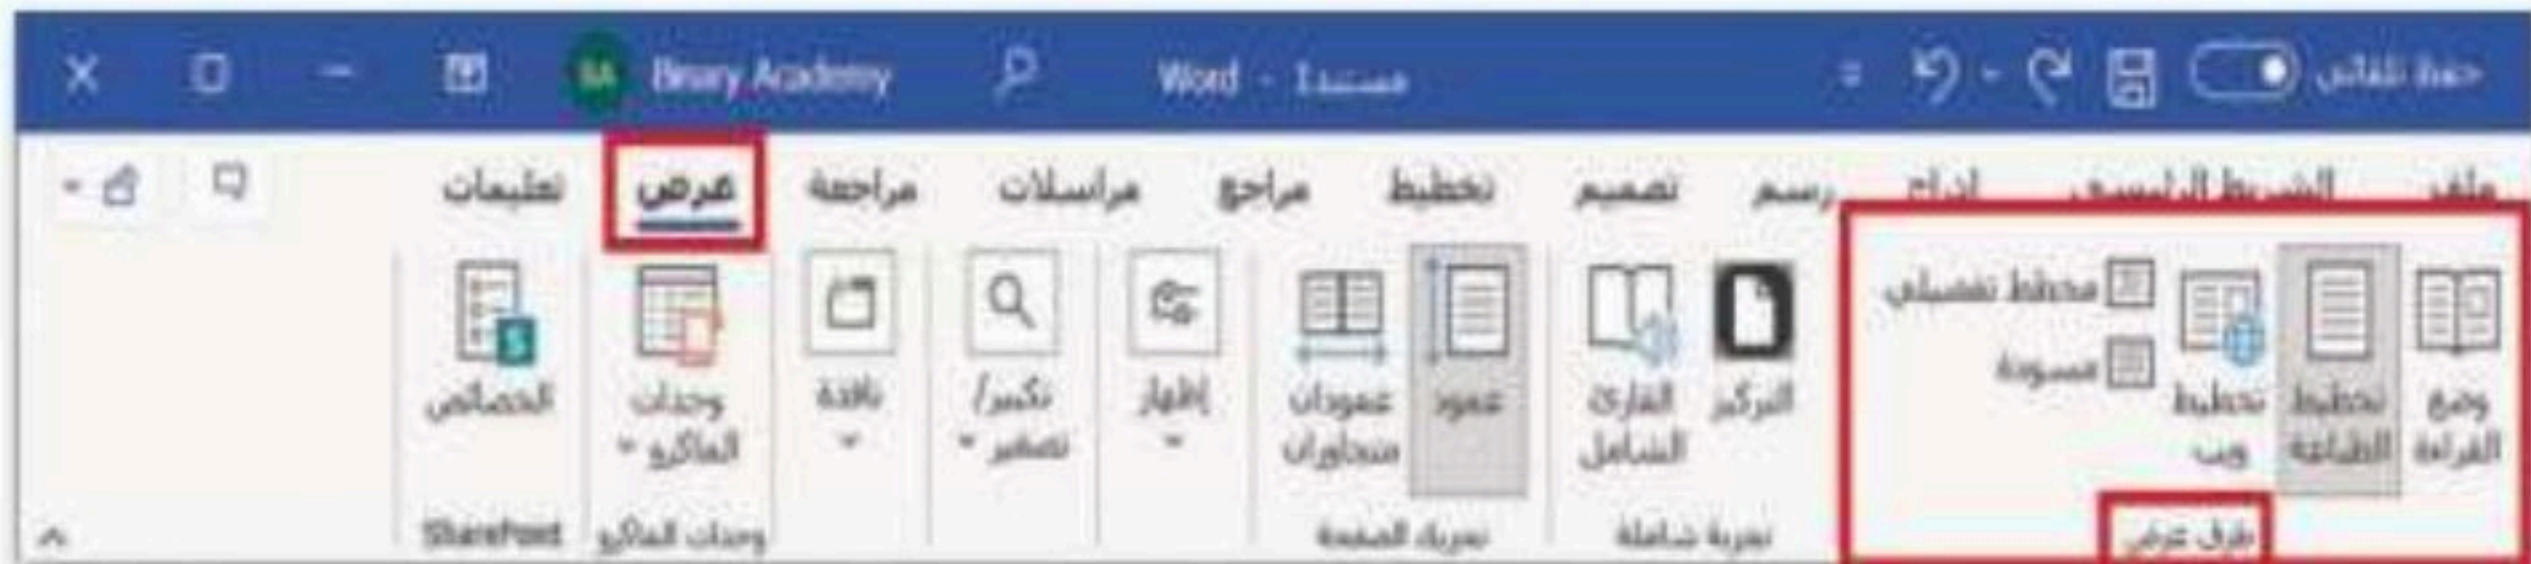 حفظ تلقائي
مستند1 - Word
Binary Academy
BA
ملف الشريط الرئيسي إدراج رسم تصميم تخطيط مراجع مراسلات مراجعة عرض تعليمات
وضع القراءة
تخطيط الطباعة
تخطيط ويب
مخطط تفصيلي
مسودة
طرق عرض
التركيز
القارئ الشامل
تجربة شاملة
عمود
عمودان متجاوران
تحريك الصفحة
إظهار
تكبير/ تصغير
نافذة
وحدات الماكرو
وحدات الماكرو
الخصائص
SharePoint